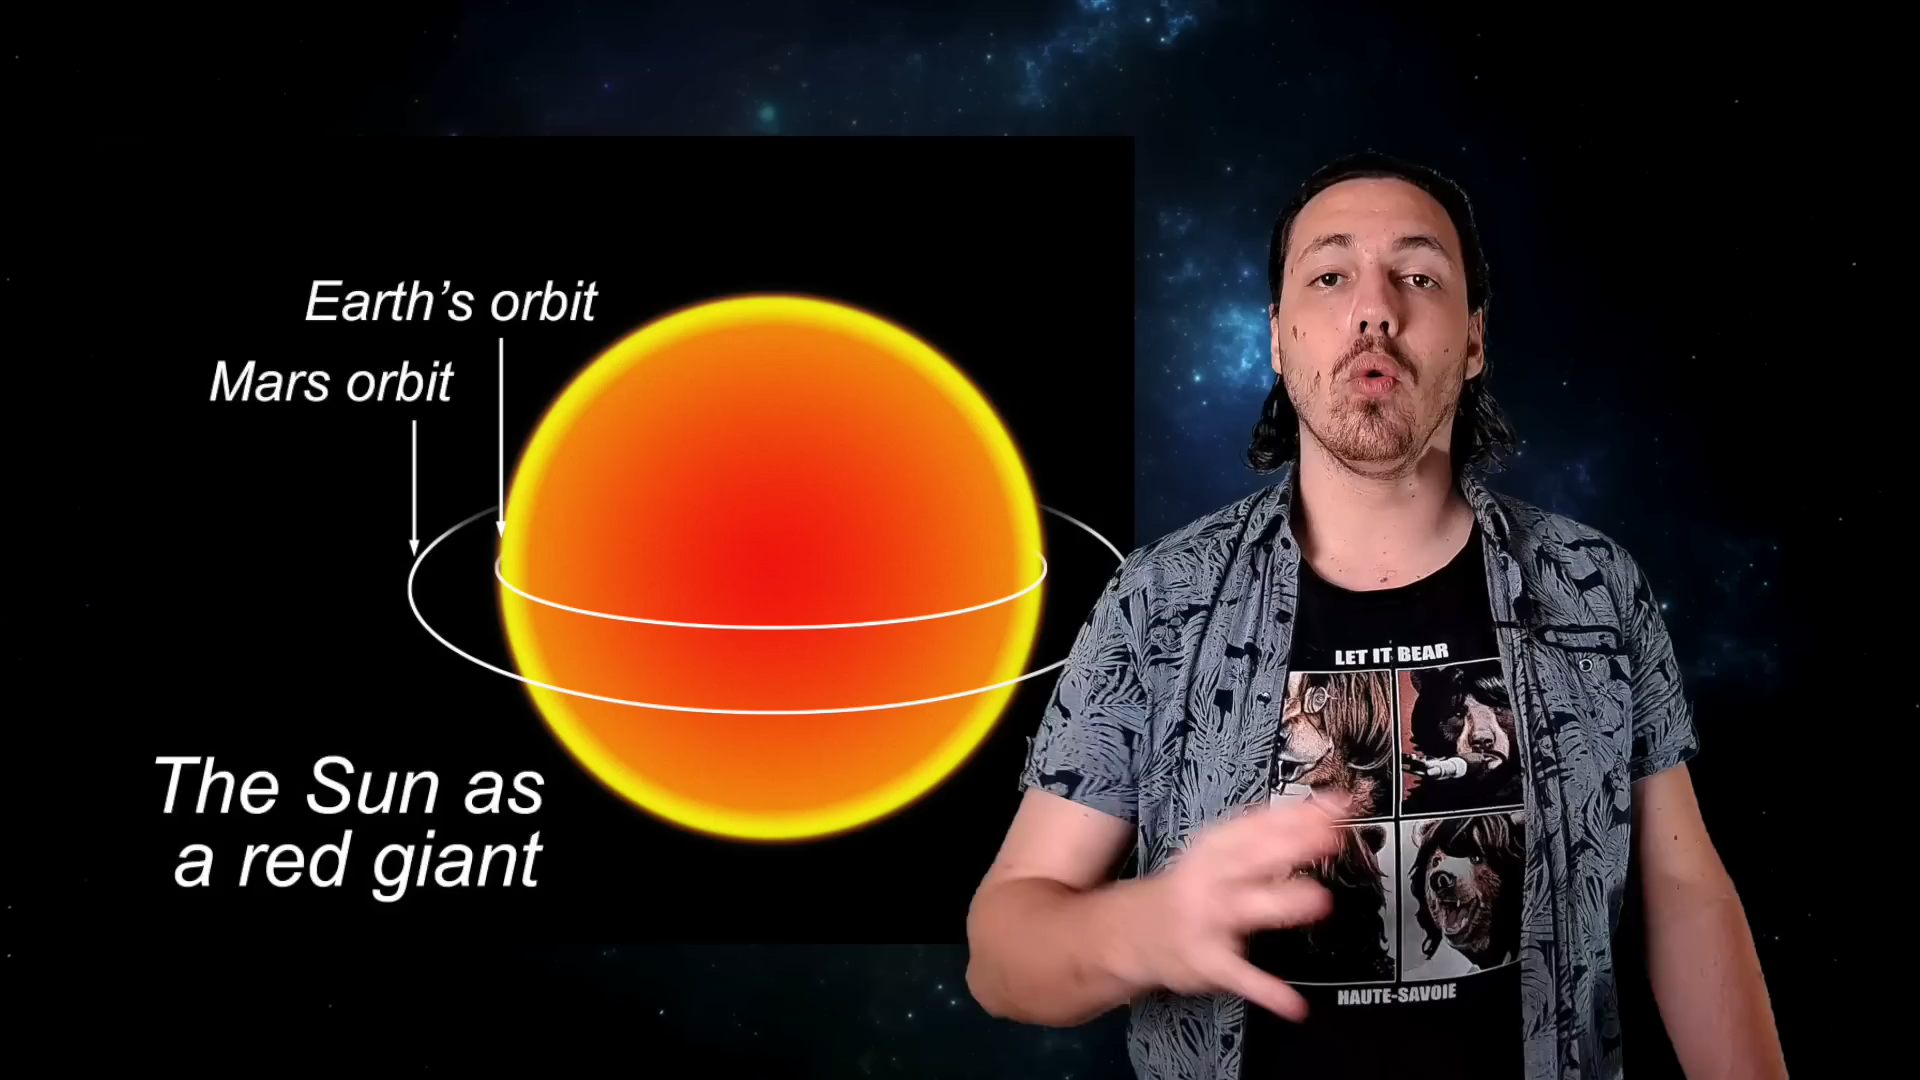 Earth’s orbit
Mars orbit
The Sun as
a red giant
LET IT BEAR
HAUTE-SAVOIE